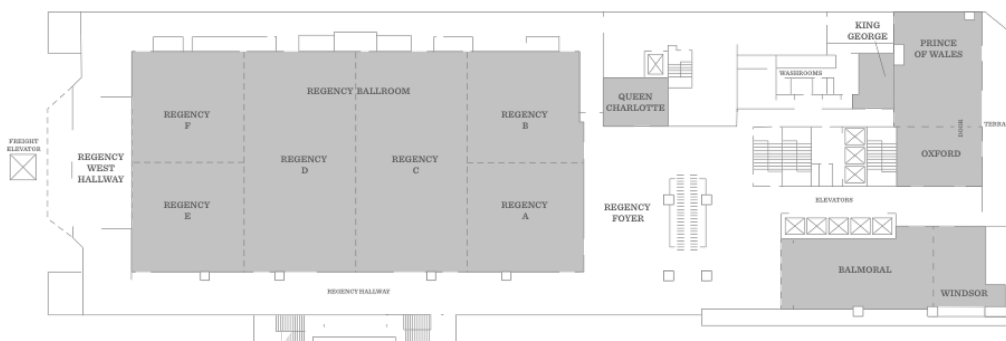 KING
GEORGE
PRINCE
OF WALES
WASHROOMS
REGENCY BALLROOM
QUEEN
CHARLOTTE
REGENCY
F
REGENCY
B
DOOR
TERRA
FREIGHT
ELEVATOR
REGENCY
WEST
HALLWAY
REGENCY
D
REGENCY
C
OXFORD
REGENCY
E
REGENCY
A
REGENCY
FOYER
ELEVATORS
BALMORAL
WINDSOR
REGENCY HALLWAY